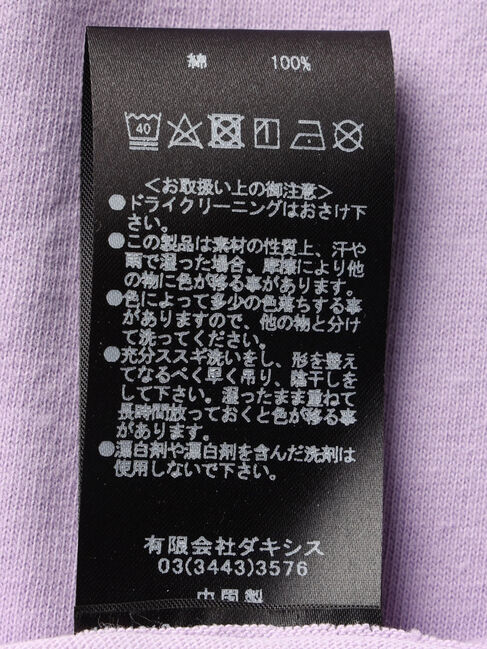 綿 100%
40
<お取扱い上の御注意>
●ドライクリーニングはおさけ下
さい。
●この製品は素材の性質上、汗や
雨で湿った場合、摩擦により他
の物に色が移る事があります。
●色によって多少の色落ちする事
がありますので、他の物と分け
て洗ってください。
●充分ススギ洗いをし、形を整え
てなるべく早く吊り、陰干しを
して下さい。湿ったまま重ねて
長時間放っておくと色が移る事
があります。
●漂白剤や漂白剤を含んだ洗剤は
使用しないで下さい。
有限会社ダキシス
03(3443)3576
中国製